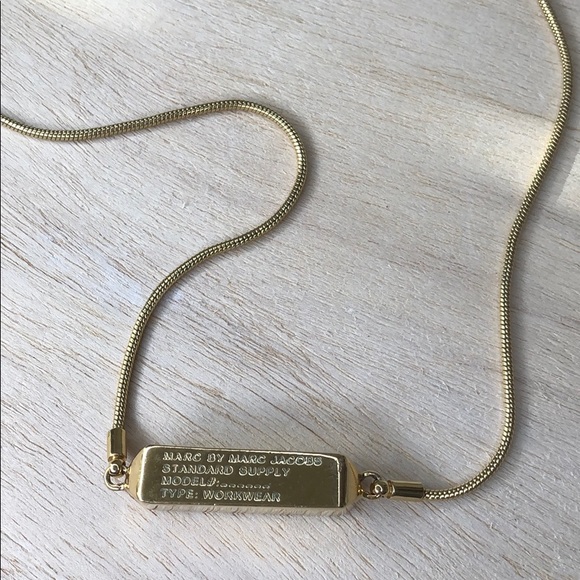 MARC BY MARC JACOBS
STANDARD SUPPLY
MODEL#:......
TYPE: WORKWEAR